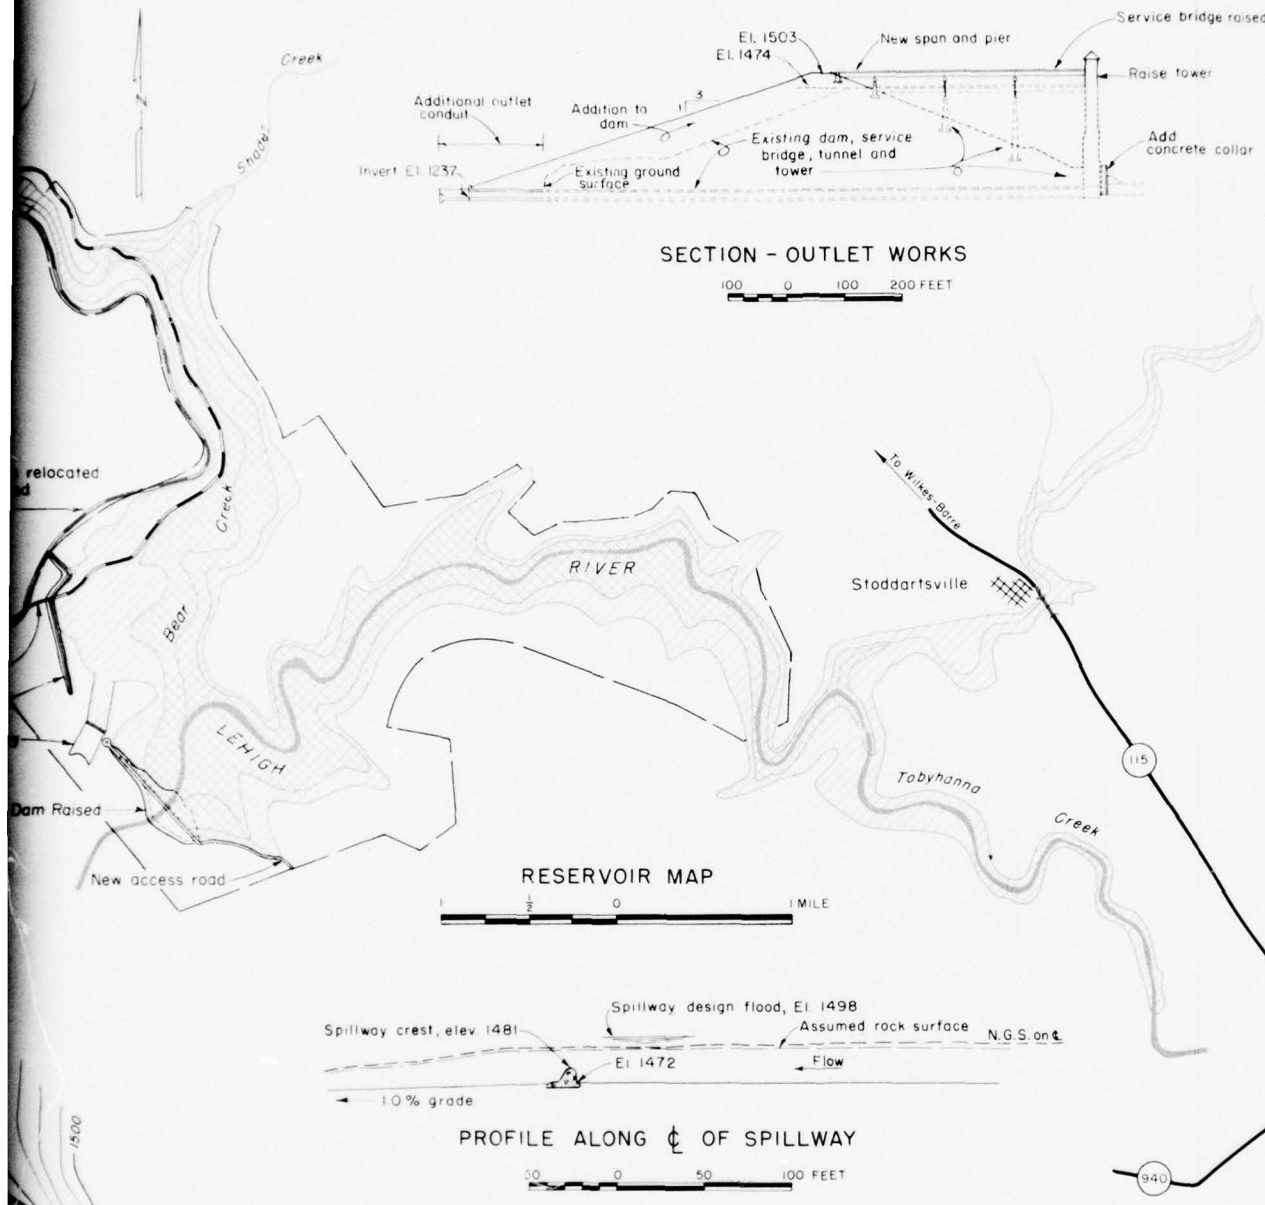 Service bridge raised
El. 1503
New span and pier
El. 1474
Raise tower
3
1
Additional outlet
conduit
Addition to
dam
Existing dam, service
bridge, tunnel and
tower
Add
concrete collar
Invert El. 1237
Existing ground
surface
SECTION - OUTLET WORKS
100 0 100 200 FEET
N
Creek
Shades
relocated
Creek
Bear
RIVER
LEHIGH
To Wilkes-Barre
Stoddartsville
115
Tobyhanna
Creek
Dam Raised
New access road
RESERVOIR MAP
1 1/2 0 1 MILE
Spillway design flood, El. 1498
Spillway crest, elev 1481
Assumed rock surface
N.G.S. on ℄
El. 1472
Flow
1.0% grade
PROFILE ALONG ℄ OF SPILLWAY
50 0 50 100 FEET
1500
940